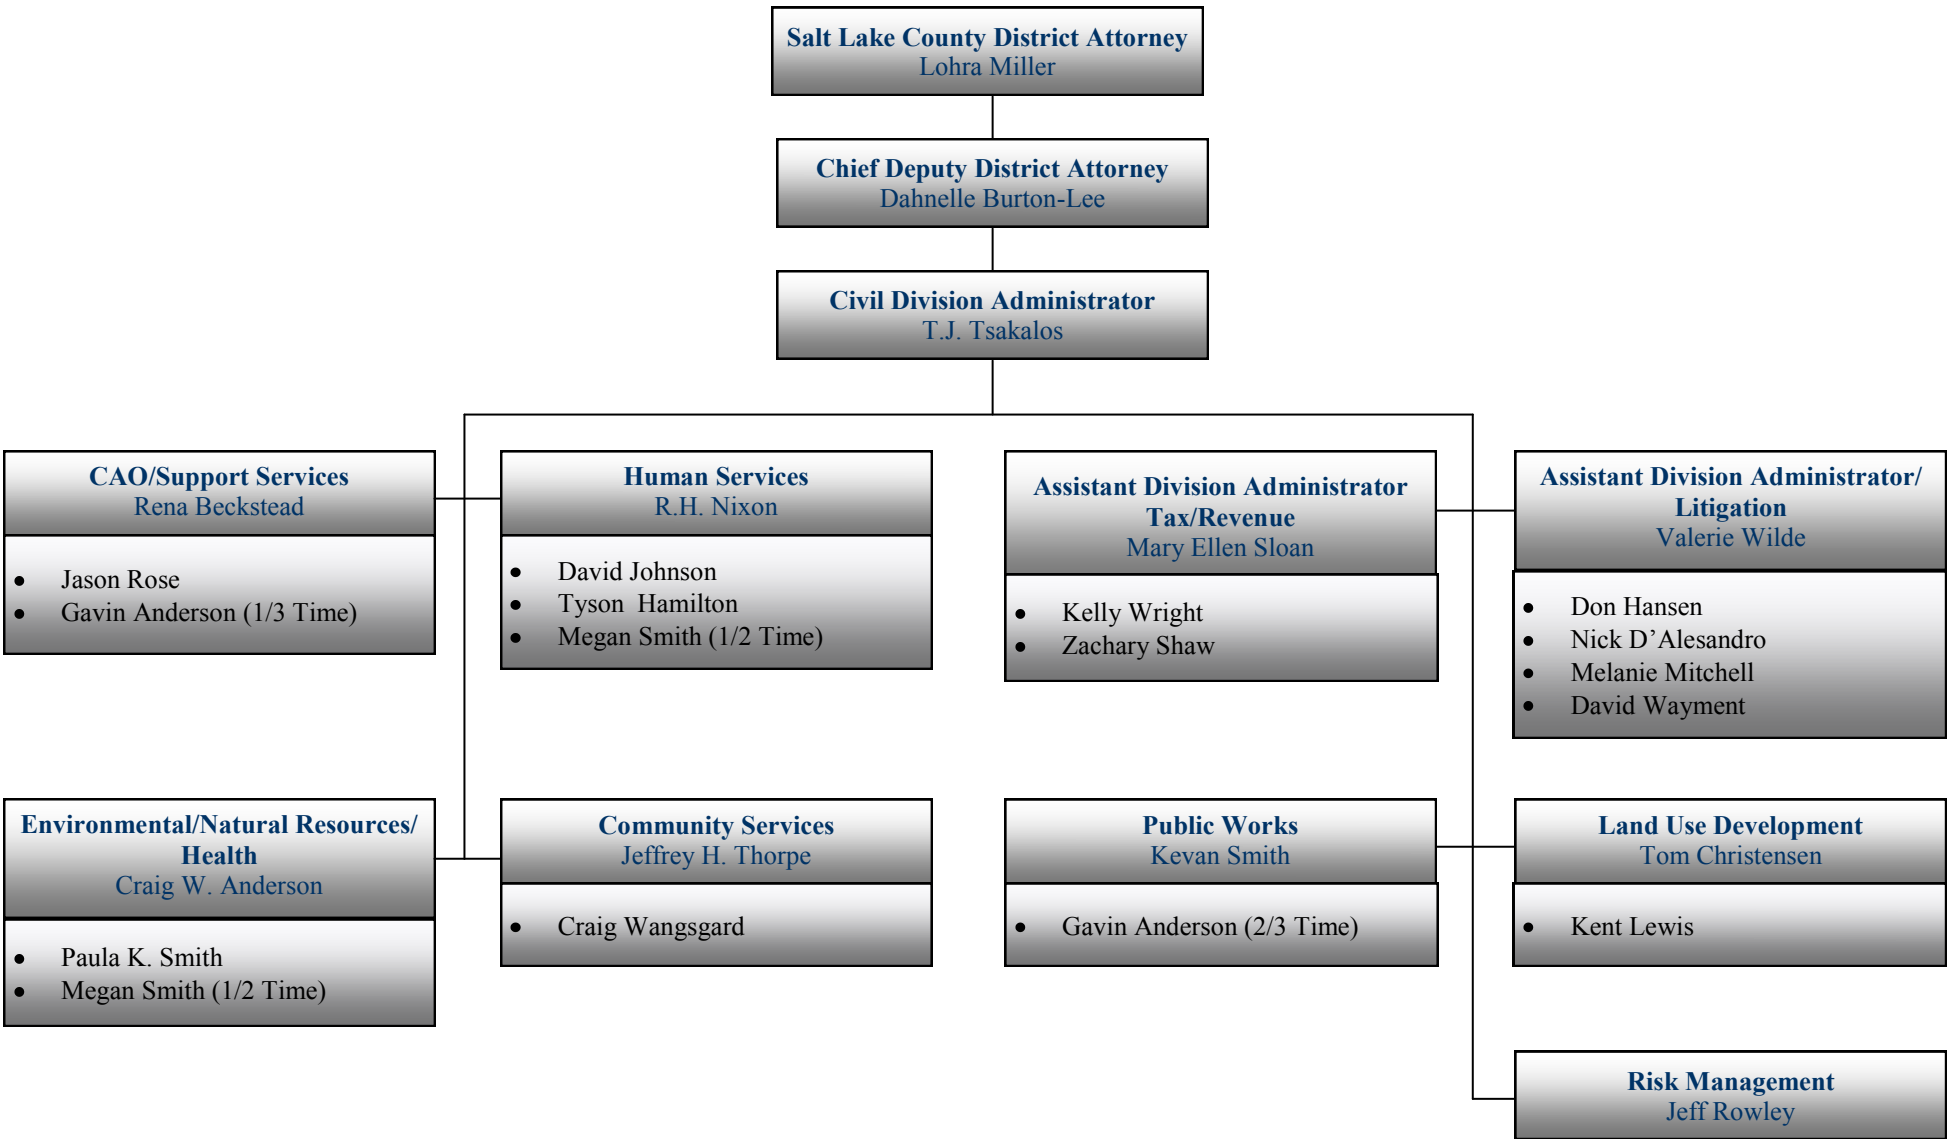 Salt Lake County District Attorney
Lohra Miller
Chief Deputy District Attorney
Dahnelle Burton-Lee
Civil Division Administrator
T.J. Tsakalos
CAO/Support Services
Rena Beckstead
• Jason Rose
• Gavin Anderson (1/3 Time)
Human Services
R.H. Nixon
• David Johnson
• Tyson  Hamilton
• Megan Smith (1/2 Time)
Assistant Division Administrator
Tax/Revenue
Mary Ellen Sloan
• Kelly Wright
• Zachary Shaw
Assistant Division Administrator/
Litigation
Valerie Wilde
• Don Hansen
• Nick D’Alesandro
• Melanie Mitchell
• David Wayment
Environmental/Natural Resources/
Health
Craig W. Anderson
• Paula K. Smith
• Megan Smith (1/2 Time)
Community Services
Jeffrey H. Thorpe
• Craig Wangsgard
Public Works
Kevan Smith
• Gavin Anderson (2/3 Time)
Land Use Development
Tom Christensen
• Kent Lewis
Risk Management
Jeff Rowley